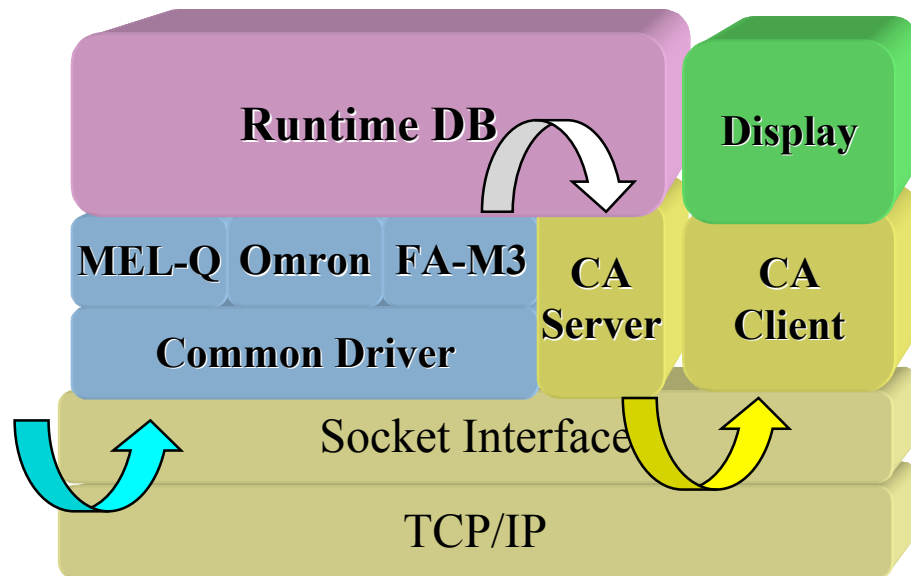 Runtime DB
Display
MEL-Q
Omron
FA-M3
CA
Server
CA
Client
Common Driver
Socket Interface
TCP/IP